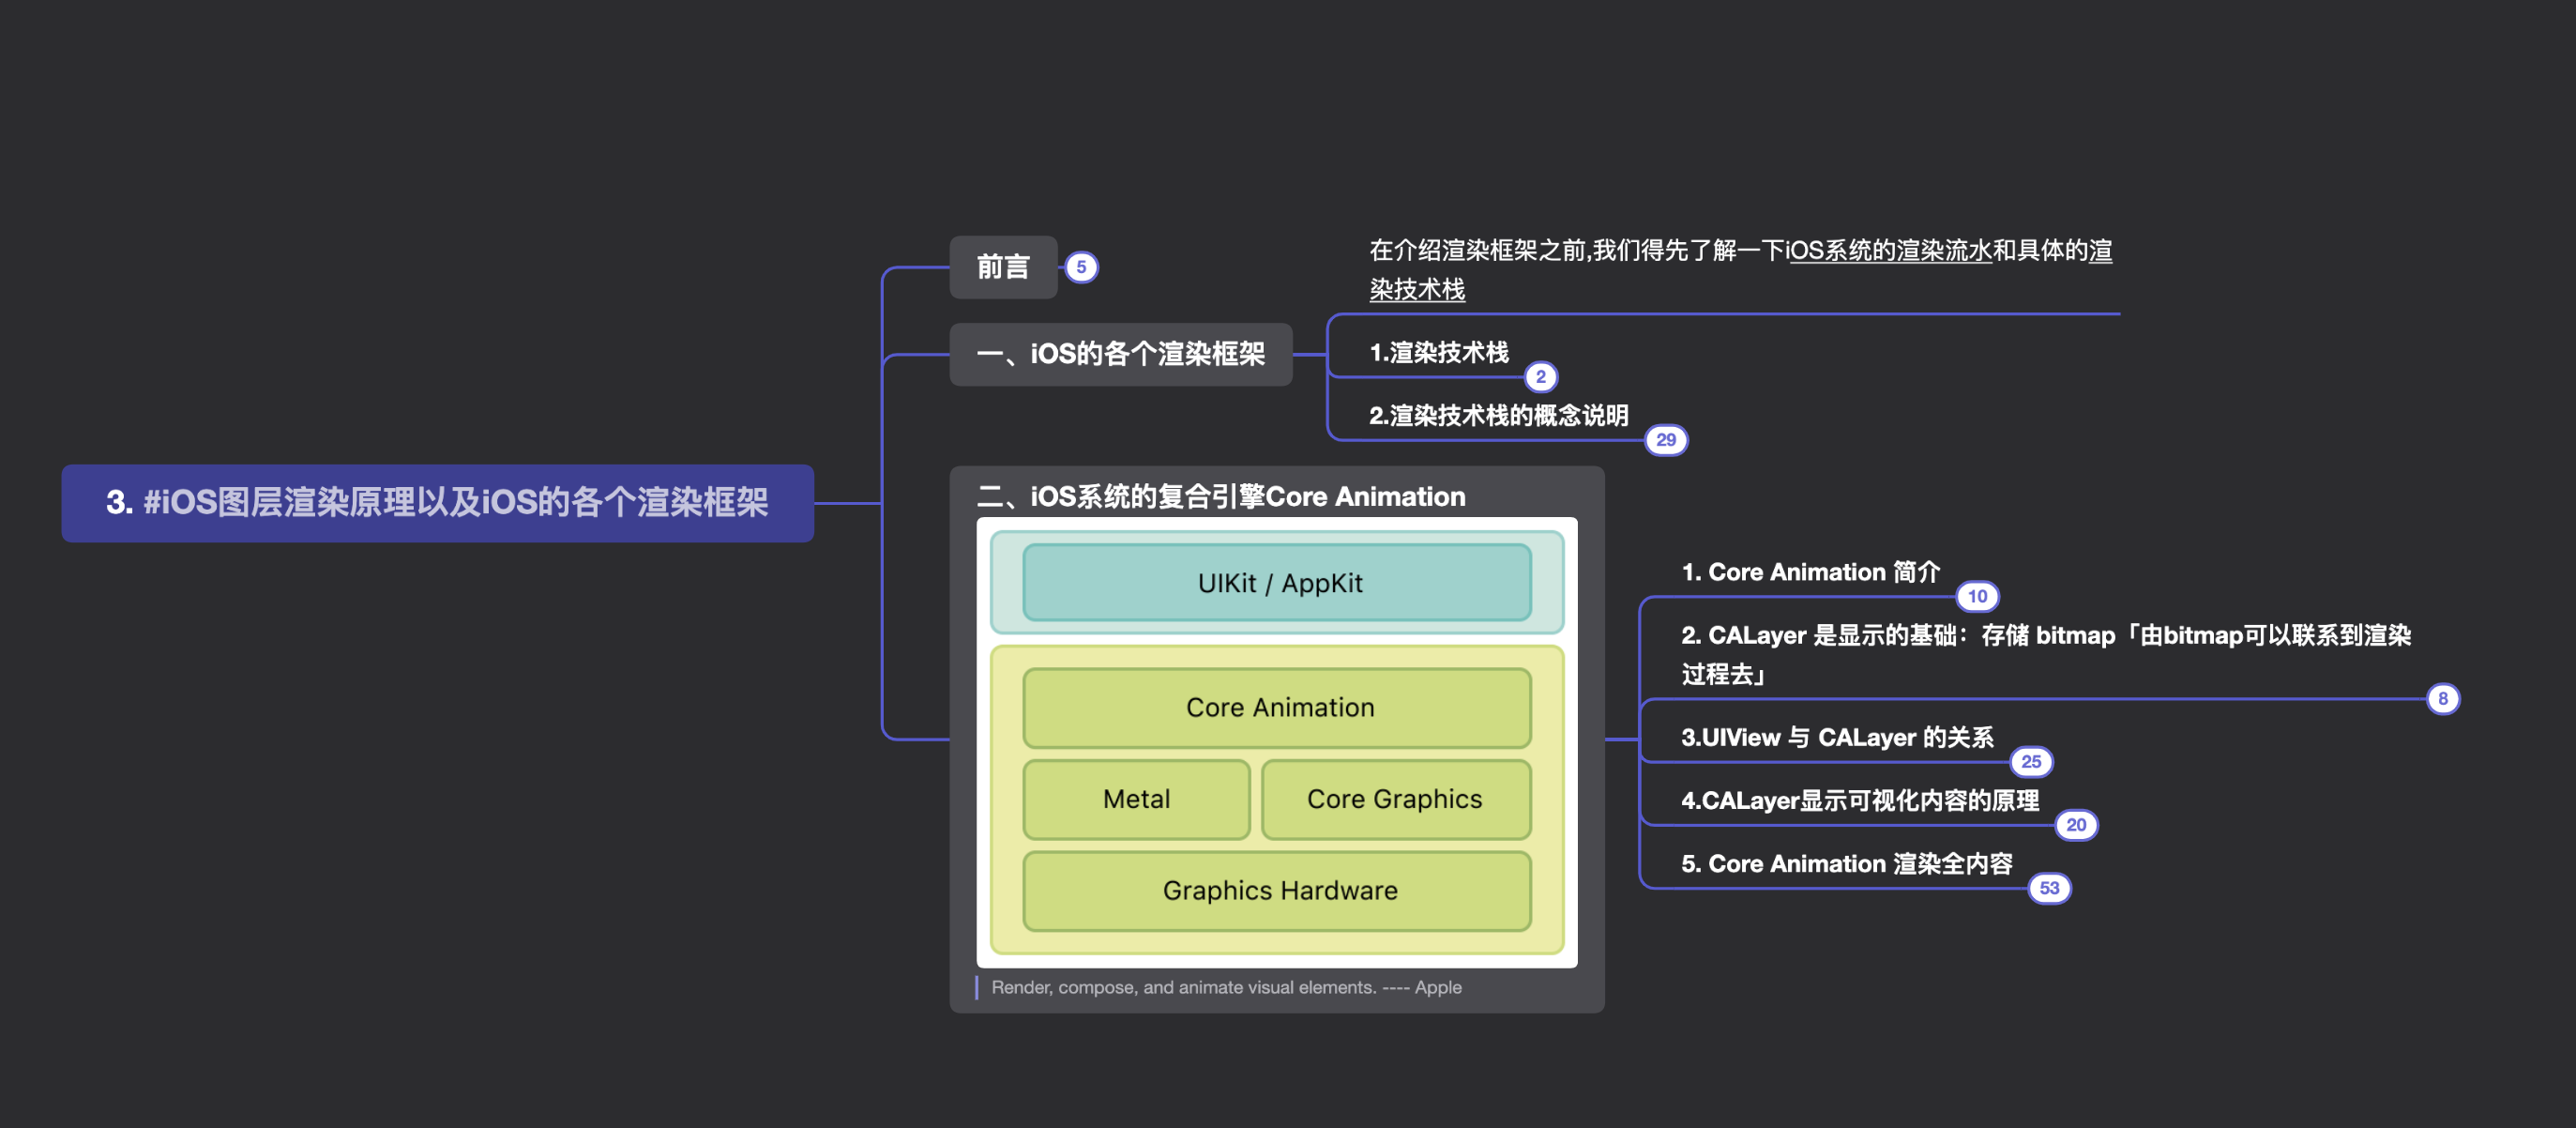 3. #iOS图层渲染原理以及iOS的各个渲染框架
前言
5
一、iOS的各个渲染框架
在介绍渲染框架之前,我们得先了解一下iOS系统的渲染流水和具体的渲
染技术栈
1.渲染技术栈
2
2.渲染技术栈的概念说明
29
二、iOS系统的复合引擎Core Animation
UIKit / AppKit
Core Animation
Metal
Core Graphics
Graphics Hardware
Render, compose, and animate visual elements. ---- Apple
1. Core Animation 简介
10
2. CALayer 是显示的基础：存储 bitmap「由bitmap可以联系到渲染
过程去」
8
3.UIView 与 CALayer 的关系
25
4.CALayer显示可视化内容的原理
20
5. Core Animation 渲染全内容
53